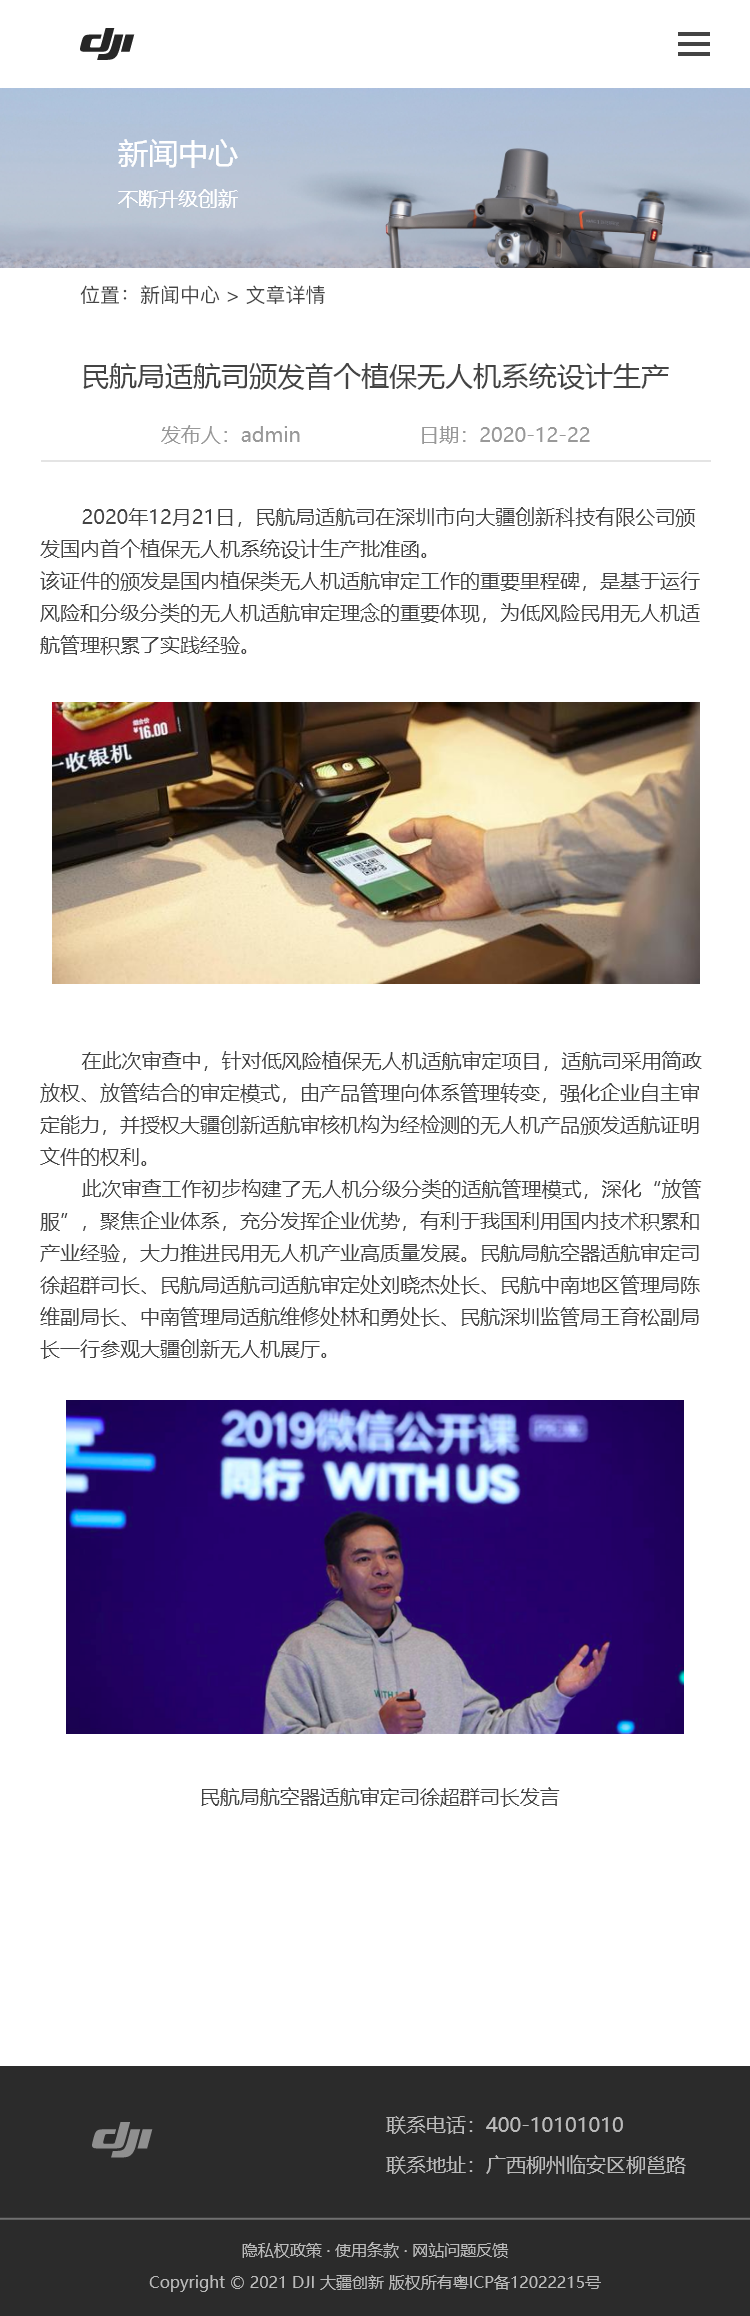 dji
新闻中心
不断升级创新
位置：新闻中心 > 文章详情
民航局适航司颁发首个植保无人机系统设计生产
发布人：admin 日期：2020-12-22
2020年12月21日，民航局适航司在深圳市向大疆创新科技有限公司颁
发国内首个植保无人机系统设计生产批准函。
该证件的颁发是国内植保类无人机适航审定工作的重要里程碑，是基于运行
风险和分级分类的无人机适航审定理念的重要体现，为低风险民用无人机适
航管理积累了实践经验。
组合价
¥16.00
一收银机
在此次审查中，针对低风险植保无人机适航审定项目，适航司采用简政
放权、放管结合的审定模式，由产品管理向体系管理转变，强化企业自主审
定能力，并授权大疆创新适航审核机构为经检测的无人机产品颁发适航证明
文件的权利。
此次审查工作初步构建了无人机分级分类的适航管理模式，深化“放管
服”，聚焦企业体系，充分发挥企业优势，有利于我国利用国内技术积累和
产业经验，大力推进民用无人机产业高质量发展。民航局航空器适航审定司
徐超群司长、民航局适航司适航审定处刘晓杰处长、民航中南地区管理局陈
维副局长、中南管理局适航维修处林和勇处长、民航深圳监管局王育松副局
长一行参观大疆创新无人机展厅。
2019微信公开课
同行 WITH US
民航局航空器适航审定司徐超群司长发言
dji
联系电话：400-10101010
联系地址：广西柳州临安区柳邕路
隐私权政策 · 使用条款 · 网站问题反馈
Copyright © 2021 DJI 大疆创新 版权所有粤ICP备12022215号